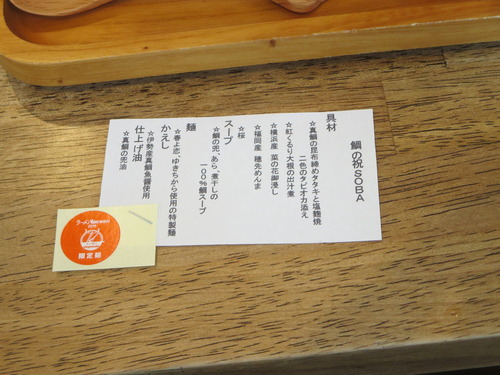 鯛の祝SOBA
具材
☆真鯛の昆布締めタタキと塩麹焼
二色のタピオカ添え
☆紅くるり大根の出汁煮
☆横浜産 菜の花御浸し
☆福岡産 穂先めんま
☆桜
スープ
☆鯛の兜、あら、煮干しの
100%鯛スープ
麺
☆春よ恋、ゆきちから使用の特製麺
かえし
☆伊勢産真鯛魚醤使用
仕上げ油
☆真鯛の兜油
限定麺